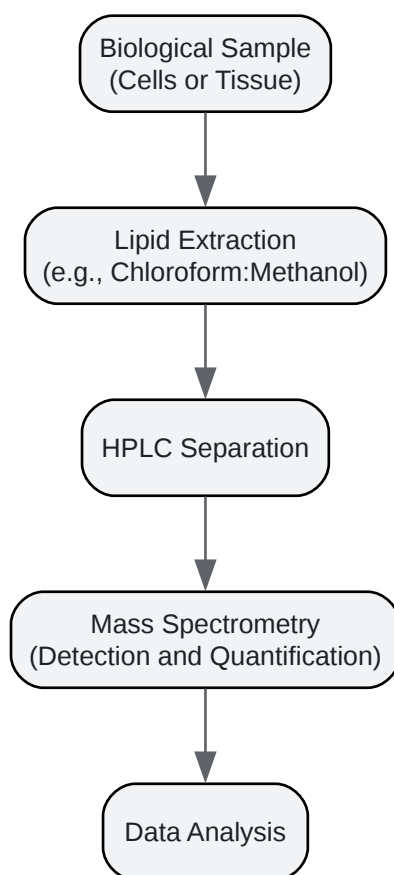 Biological Sample
(Cells or Tissue)
Lipid Extraction
(e.g., Chloroform:Methanol)
HPLC Separation
Mass Spectrometry
(Detection and Quantification)
Data Analysis